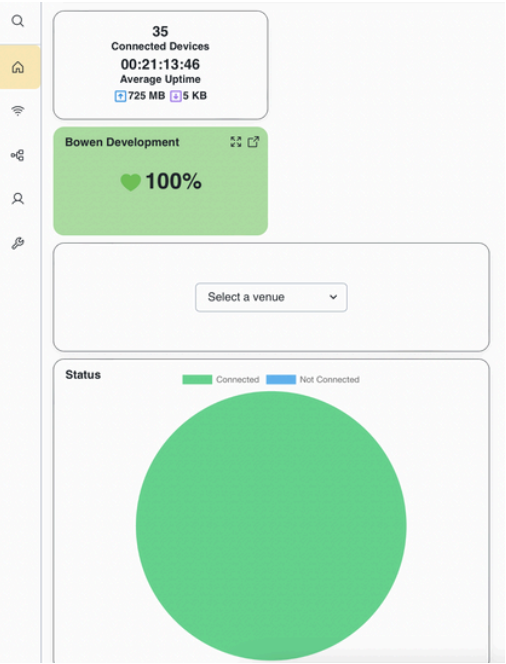 35
Connected Devices
00:21:13:46
Average Uptime
725 MB 5 KB
Bowen Development
100%
Select a venue
Status
Connected Not Connected